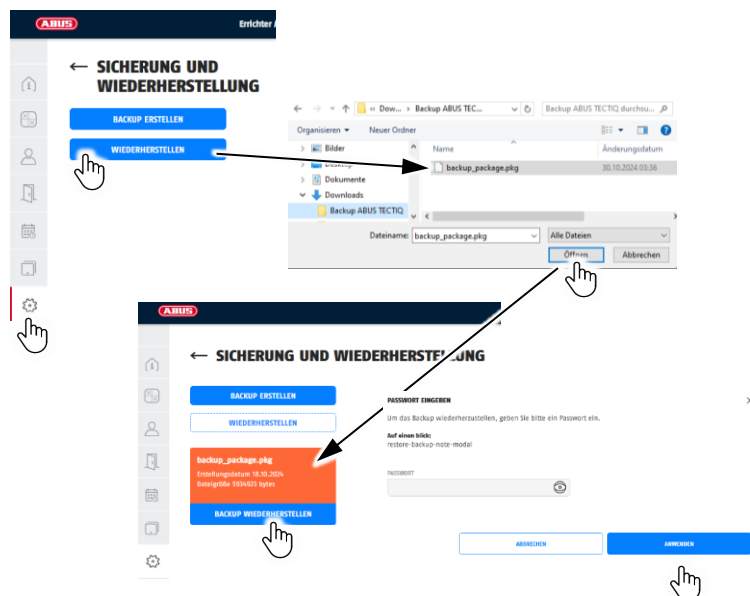 ABUS
Errichter
← SICHERUNG UND
WIEDERHERSTELLUNG
BACKUP ERSTELLEN
WIEDERHERSTELLEN
« Dow... › Backup ABUS TEC...
Backup ABUS TECTIQ durchsu...
Organisieren
Neuer Ordner
Bilder
Name
Änderungsdatum
Desktop
backup_package.pkg
30.10.2024 03:36
Dokumente
Downloads
Backup ABUS TECTIQ
Dateiname: backup_package.pkg
Alle Dateien
Öffnen
Abbrechen
ABUS
← SICHERUNG UND WIEDERHERSTELLUNG
BACKUP ERSTELLEN
WIEDERHERSTELLEN
backup_package.pkg
Erstellungsdatum 18.10.2024
Dateigröße 5934923 bytes
BACKUP WIEDERHERSTELLEN
PASSWORT EINGEBEN
Um das Backup wiederherzustellen, geben Sie bitte ein Passwort ein.
Auf einen blick:
restore-backup-note-modal
PASSWORT
ABBRECHEN
ANWENDEN